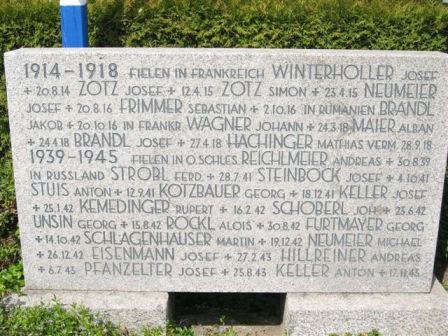 1914-1918 FIELEN IN FRANKREICH WINTERHOLLER JOSEF
+ 20.8.14 ZOTZ JOSEF + 12.4.15 ZOTZ SIMON + 23.4.15 NEUMEIER
JOSEF + 20.8.16 FRIMMER SEBASTIAN + 2.10.16 IN RUMÄNIEN BRANDL
JAKOB + 20.10.16 IN FRANKR. WAGNER JOHANN + 24.3.18 MAIER ALBAN
+ 24.4.18 BRANDL JOSEF + 27.4.18 HACHINGER MATHIAS VERM. 28.9.18
1939-1945 FIELEN IN O.SCHLES. REICHLMEIER ANDREAS + 30.8.39
IN RUSSLAND STROBL FERD. + 28.7.41 STEINBOCK JOSEF + 4.10.41
STUIS ANTON + 12.9.41 KOTZBAUER GEORG + 18.12.41 KELLER JOSEF
+ 25.1.42 KEMEDINGER RUPERT + 16.2.42 SCHOBERL JOH. + 23.6.42
UNSIN GEORG + 15.8.42 ROCKL ALOIS + 30.8.42 FURTMAYER GEORG
+ 14.10.42 SCHLAGENHAUSER MARTIN + 19.12.42 NEUMEIER MICHAEL
+ 26.12.42 EISENMANN JOSEF + 27.2.43 HILLREINER ANDREAS
+ 6.7.43 PFANZELTER JOSEF + 25.8.43 KELLER ANTON + 17.11.43